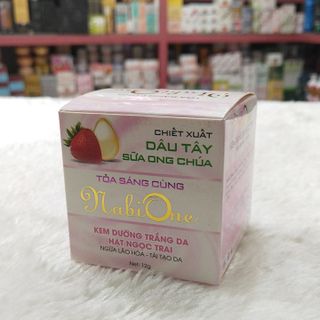 CHIẾT XUẤT
DÂU TÂY
SỮA ONG CHÚA
TỎA SÁNG CÙNG
NabiOne
KEM DƯỠNG TRẮNG DA
HẠT NGỌC TRAI
NGỪA LÃO HÓA - TÁI TẠO DA
Net: 12g